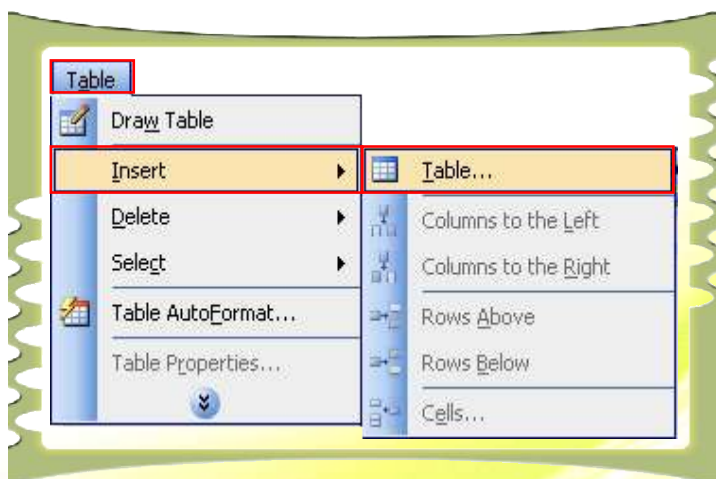 Table
Draw Table
Insert
Delete
Select
Table AutoFormat...
Table Properties...
Table...
Columns to the Left
Columns to the Right
Rows Above
Rows Below
Cells...